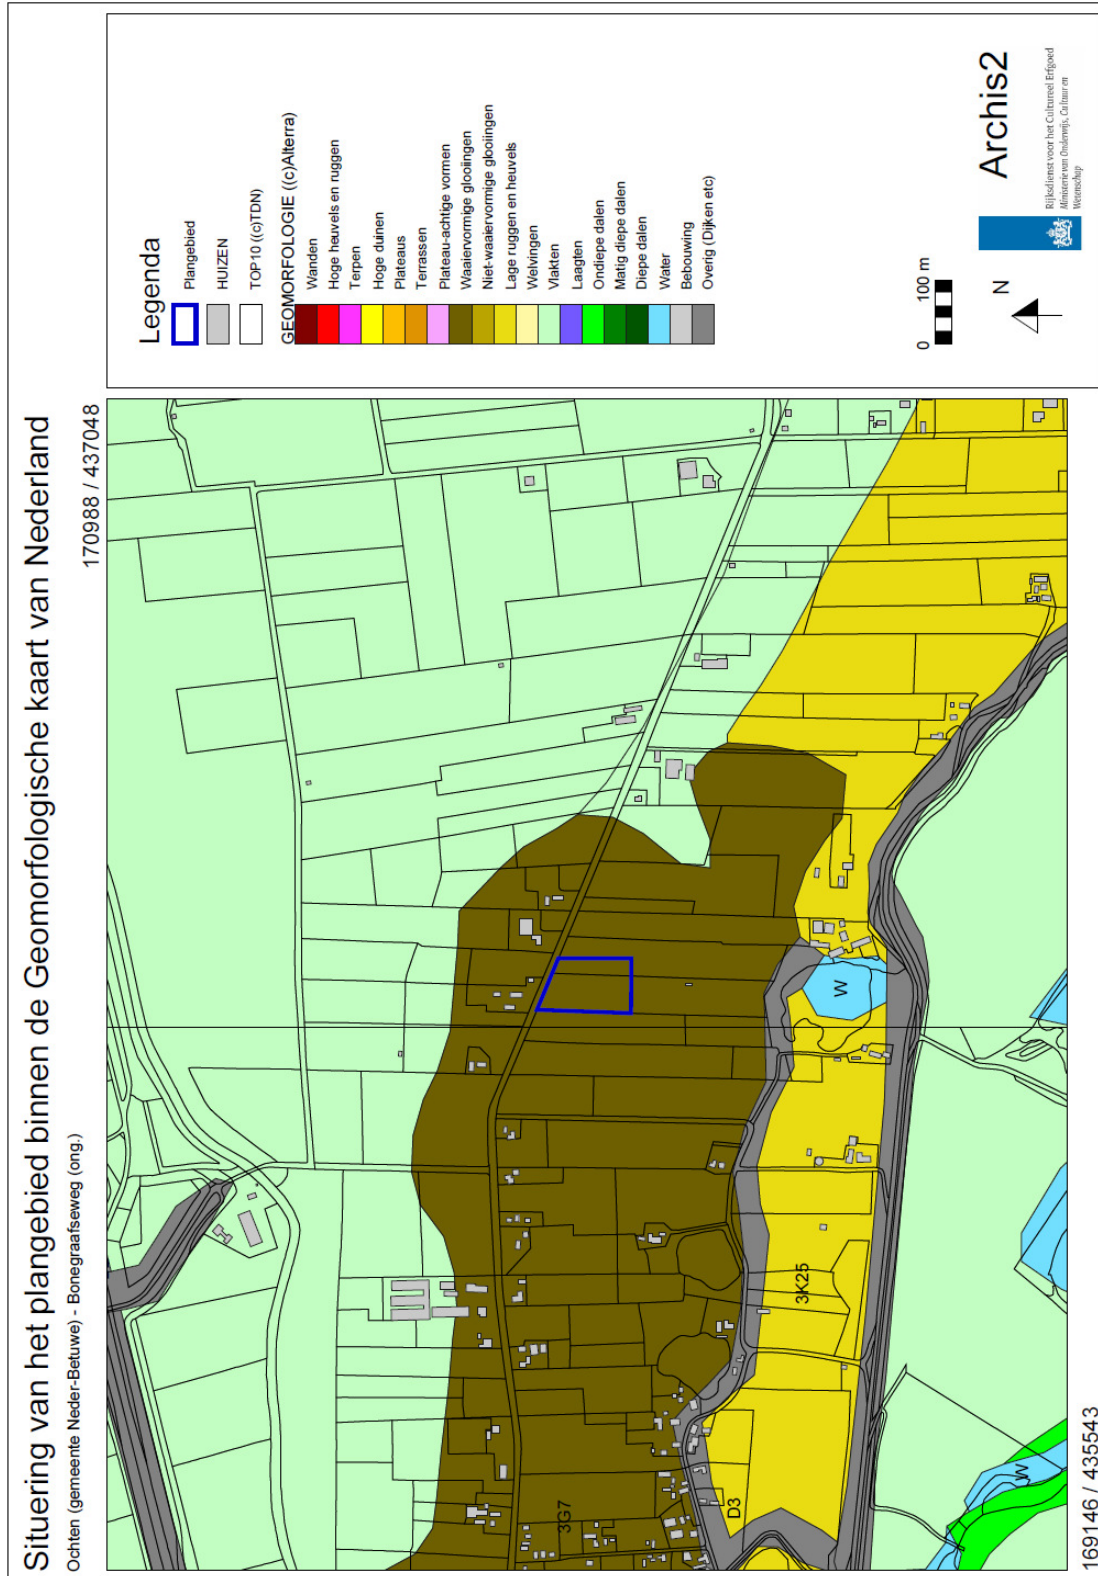 Situering van het plangebied binnen de Geomorfologische kaart van Nederland
Ochten (gemeente Neder-Betuwe) - Bonegraafseweg (ong.)
170988 / 437048
3G7
D3
3K25
W
W
169146 / 435543
Legenda
Plangebied
HUIZEN
TOP10 ((c)TDN)
GEOMORFOLOGIE ((c)Alterra)
Wanden
Hoge heuvels en ruggen
Terpen
Hoge duinen
Plateaus
Terrassen
Plateau-achtige vormen
Waaiervormige glooiingen
Niet-waaiervormige glooiingen
Lage ruggen en heuvels
Welvingen
Vlakten
Laagten
Ondiepe dalen
Matig diepe dalen
Diepe dalen
Water
Bebouwing
Overig (Dijken etc)
0 100 m
N
Archis2
Rijksdienst voor het Cultureel Erfgoed
Ministerie van Onderwijs, Cultuur en
Wetenschap